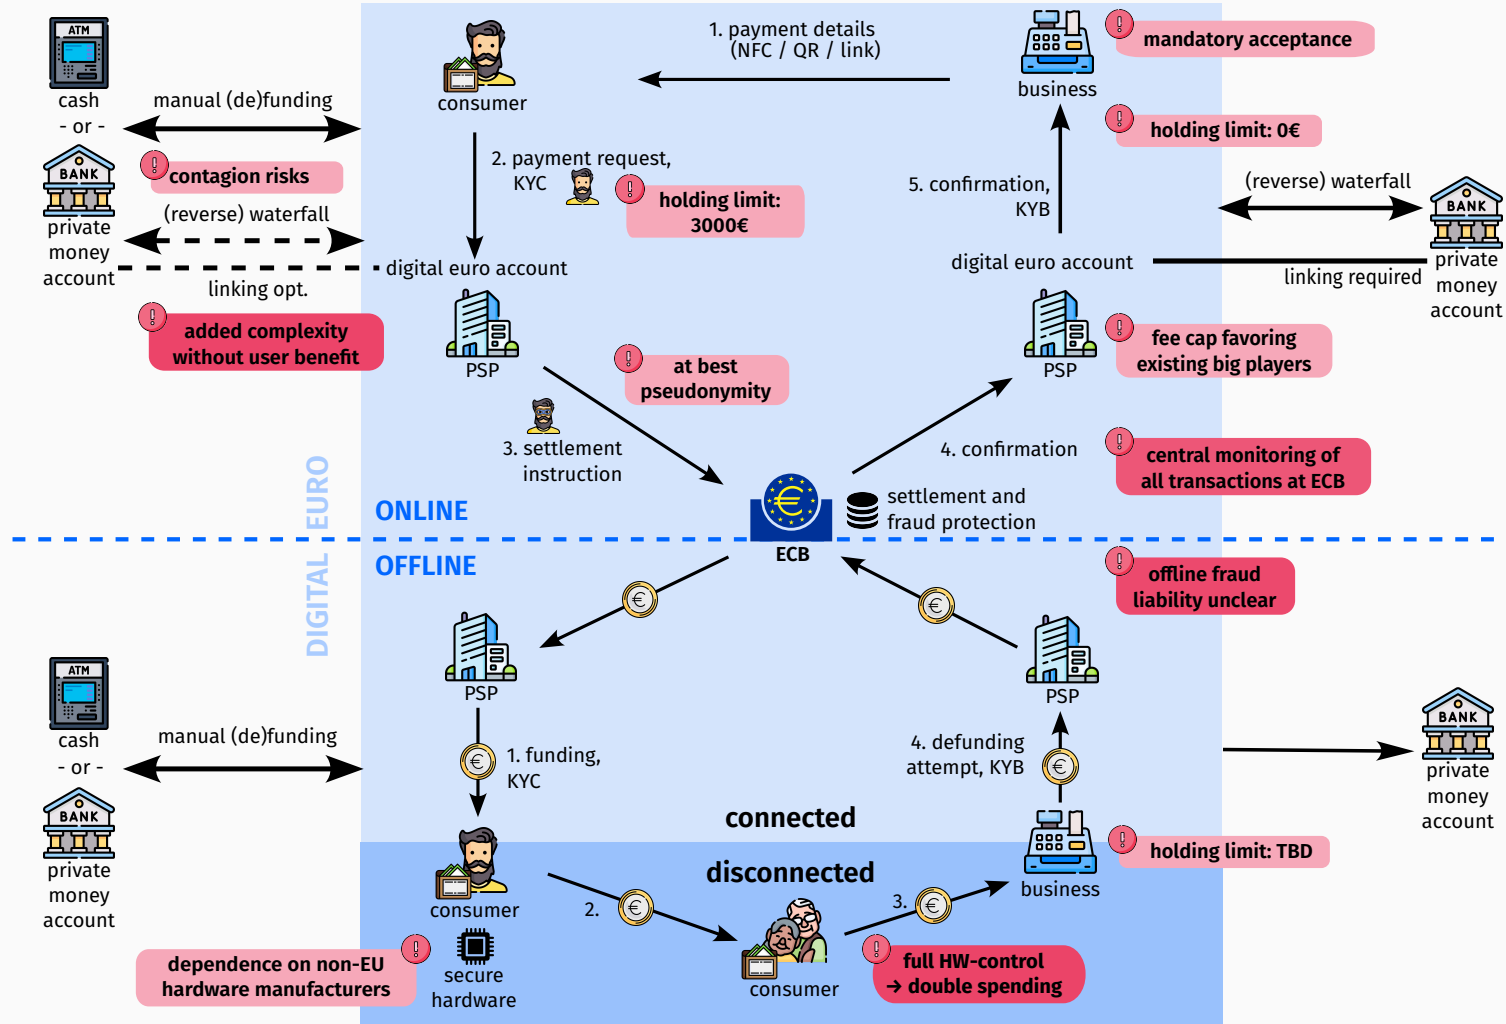 ATM
cash
- or -
BANK
private
money
account
manual (de)funding
contagion risks
(reverse) waterfall
linking opt.
added complexity
without user benefit
consumer
1. payment details
(NFC / QR / link)
business
mandatory acceptance
holding limit: 0€
2. payment request,
KYC
holding limit:
3000€
5. confirmation,
KYB
(reverse) waterfall
BANK
private
money
account
linking required
digital euro account
PSP
digital euro account
PSP
fee cap favoring
existing big players
at best
pseudonymity
3. settlement
instruction
4. confirmation
central monitoring of
all transactions at ECB
settlement and
fraud protection
€
ECB
DIGITAL EURO
ONLINE
OFFLINE
offline fraud
liability unclear
€
€
PSP
PSP
ATM
cash
- or -
BANK
private
money
account
manual (de)funding
€
1. funding,
KYC
4. defunding
attempt, KYB
€
BANK
private
money
account
connected
disconnected
consumer
secure
hardware
dependence on non-EU
hardware manufacturers
2.
€
consumer
3.
€
business
holding limit: TBD
full HW-control
→ double spending